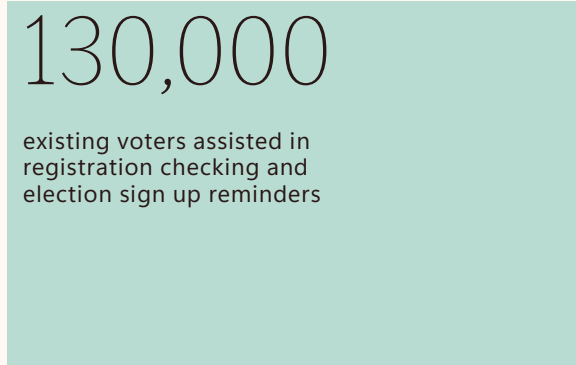 130,000
existing voters assisted in
registration checking and
election sign up reminders